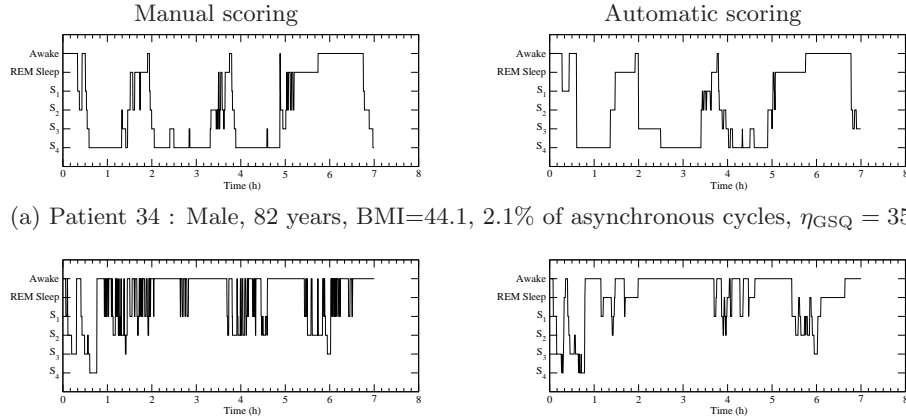 Manual scoring Automatic scoring
Awake
REM Sleep
S1
S2
S3
S4
0 1 2 3 4 5 6 7 8
Time (h)
Awake
REM Sleep
S1
S2
S3
S4
0 1 2 3 4 5 6 7 8
Time (h)
(a) Patient 34 : Male, 82 years, BMI=44.1, 2.1% of asynchronous cycles, ηGSQ = 35
Awake
REM Sleep
S1
S2
S3
S4
0 1 2 3 4 5 6 7 8
Time (h)
Awake
REM Sleep
S1
S2
S3
S4
0 1 2 3 4 5 6 7 8
Time (h)